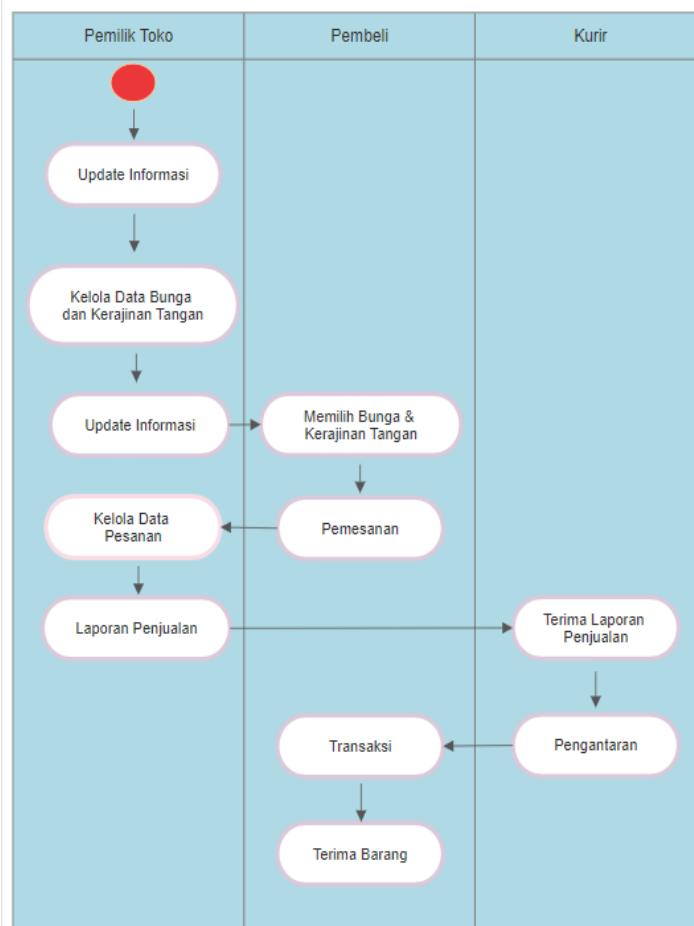 Pemilik Toko
Pembeli
Kurir
Update Informasi
Kelola Data Bunga
dan Kerajinan Tangan
Update Informasi
Memilih Bunga &
Kerajinan Tangan
Pemesanan
Kelola Data
Pesanan
Laporan Penjualan
Terima Laporan
Penjualan
Pengantaran
Transaksi
Terima Barang